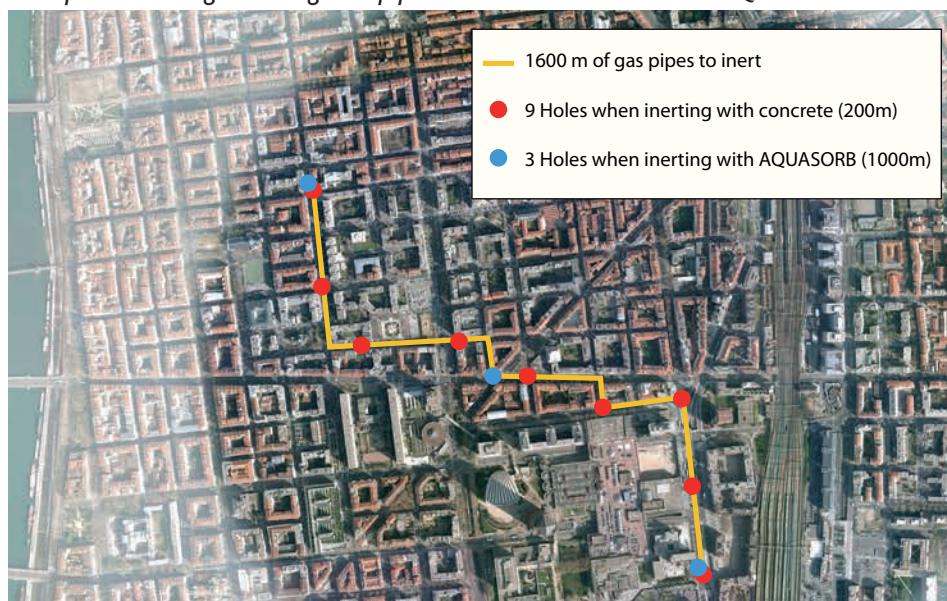 1600 m of gas pipes to inert
9 Holes when inerting with concrete (200m)
3 Holes when inerting with AQUASORB (1000m)